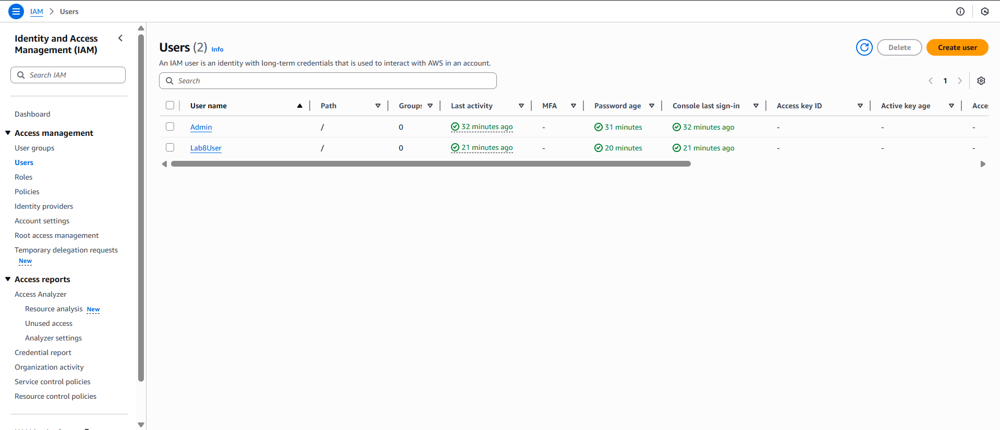 IAM > Users
Identity and Access Management (IAM)
Search IAM
Dashboard
Access management
User groups
Users
Roles
Policies
Identity providers
Account settings
Root access management
Temporary delegation requests
New
Access reports
Access Analyzer
Resource analysis New
Unused access
Analyzer settings
Credential report
Organization activity
Service control policies
Resource control policies
Users (2) Info
Delete
Create user
An IAM user is an identity with long-term credentials that is used to interact with AWS in an account.
Search
1
User name Path Groups Last activity MFA Password age Console last sign-in Access key ID Active key age
Admin / 0 32 minutes ago - 31 minutes 32 minutes ago - - -
Lab8User / 0 21 minutes ago - 20 minutes 21 minutes ago - - -